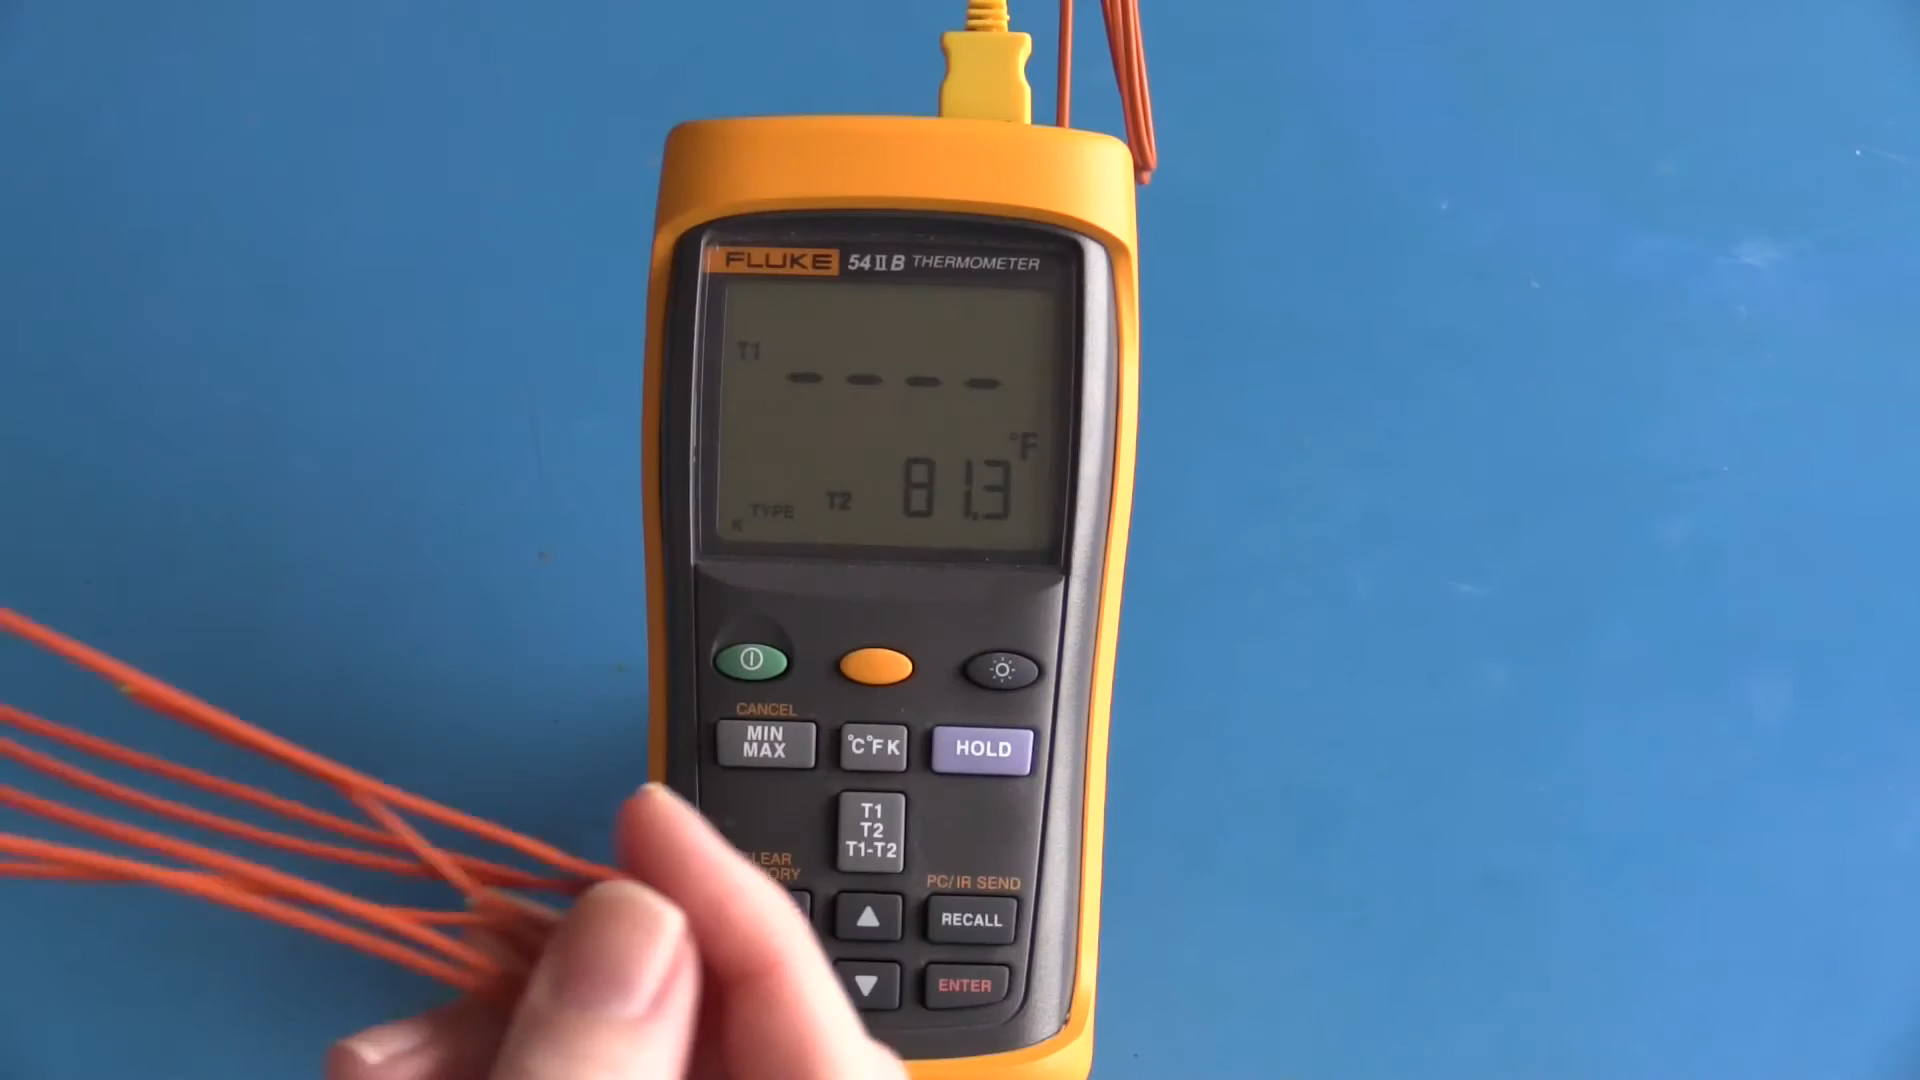 FLUKE 54 II B THERMOMETER
T1
- - - -
°F
K TYPE T2 81.3
CANCEL
MIN
MAX
°C°F K
HOLD
T1
T2
T1-T2
PC/IR SEND
RECALL
ENTER